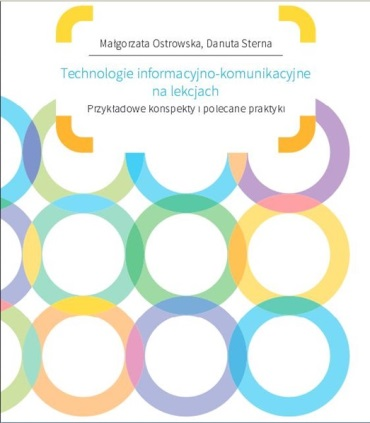 Małgorzata Ostrowska, Danuta Sterna
Technologie informacyjno-komunikacyjne
na lekcjach
Przykładowe konspekty i polecane praktyki